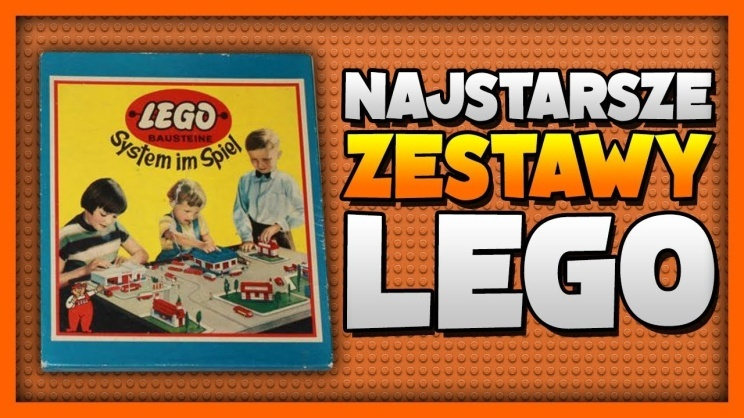 LEGO
BAUSTEINE
System im Spiel
NAJSTARSZE
ZESTAWY
LEGO